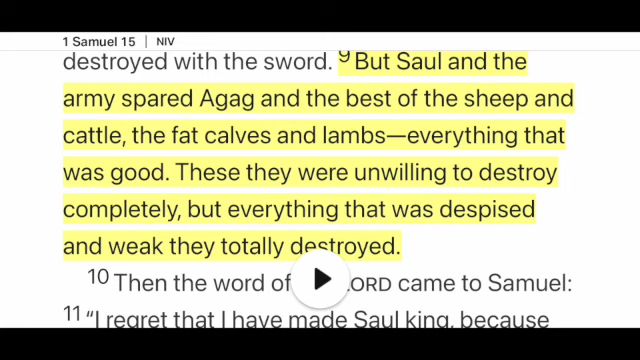 1 Samuel 15 | NIV
destroyed with the sword. 9 But Saul and the
army spared Agag and the best of the sheep and
cattle, the fat calves and lambs—everything that
was good. These they were unwilling to destroy
completely, but everything that was despised
and weak they totally destroyed.
10 Then the word of LORD came to Samuel:
11 “I regret that I have made Saul king, because